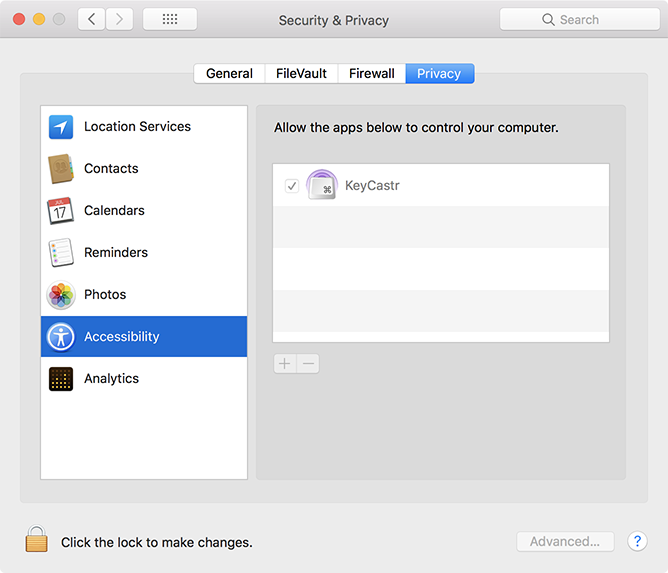 Security & Privacy
Search
General
FileVault
Firewall
Privacy
Location Services
Contacts
Calendars
Reminders
Photos
Accessibility
Analytics
JUL
17
Allow the apps below to control your computer.
⌘
KeyCastr
+
−
Click the lock to make changes.
Advanced...
?